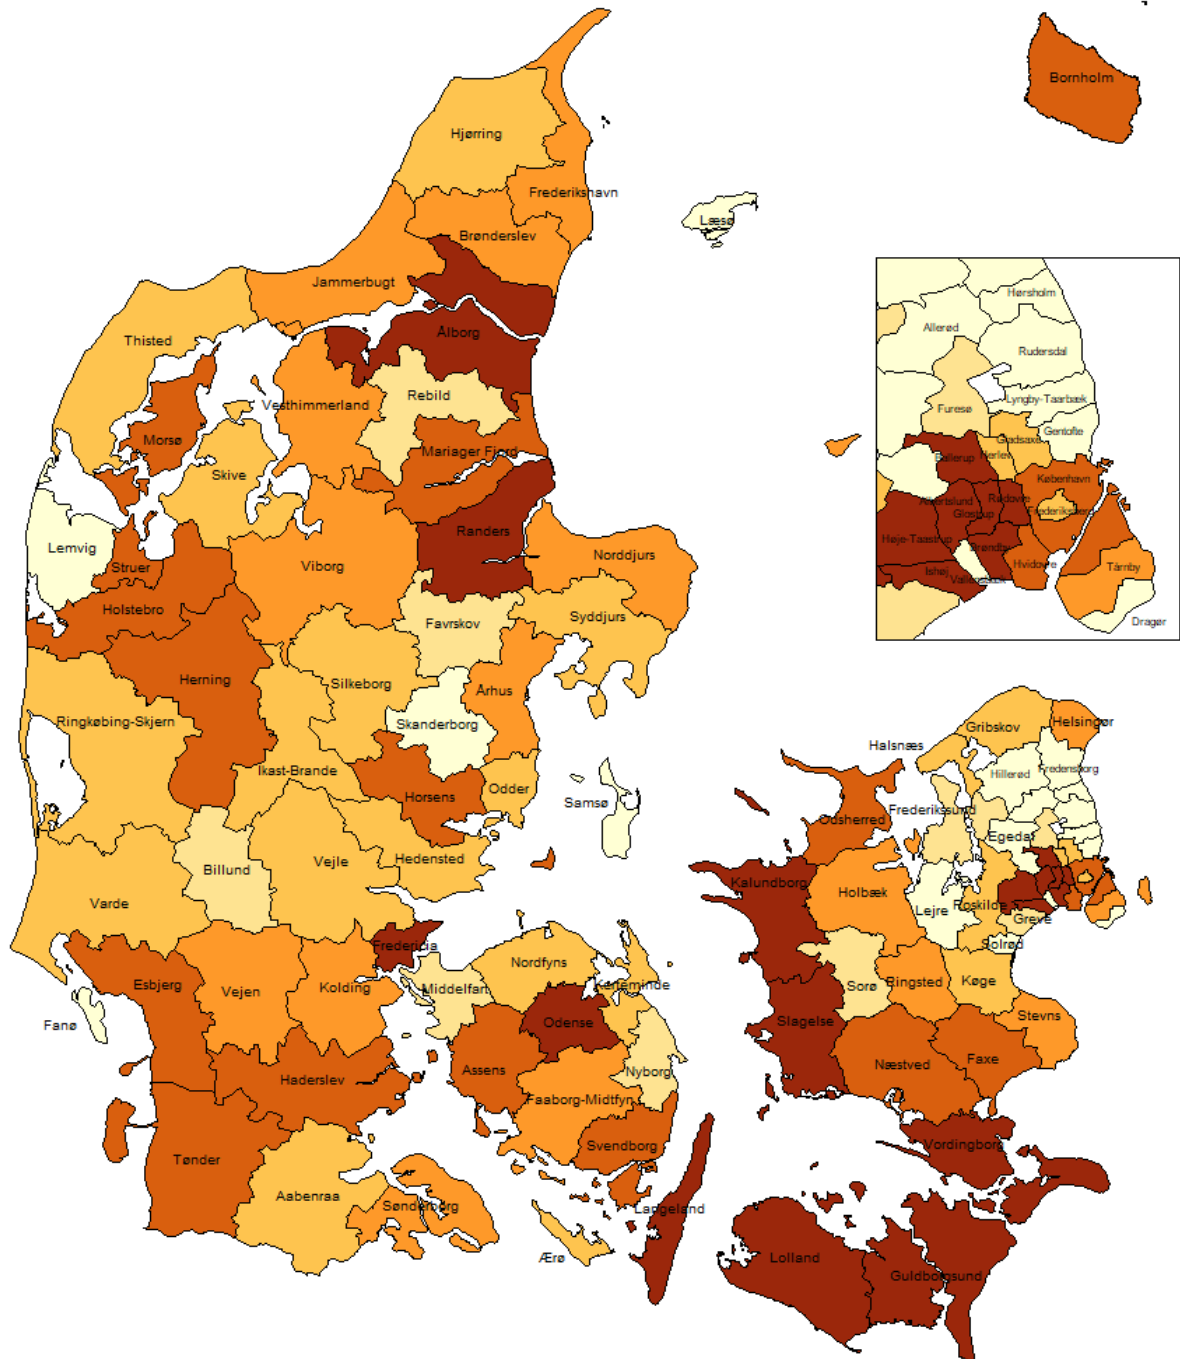 Bornholm
Hjørring
Frederikshavn
Læsø
Brønderslev
Jammerbugt
Ålborg
Thisted
Rebild
Vesthimmerland
Morsø
Mariager Fjord
Skive
Randers
Lemvig
Struer
Viborg
Norddjurs
Holstebro
Favrskov
Syddjurs
Herning
Silkeborg
Århus
Ringkøbing-Skjern
Skanderborg
Ikast-Brande
Horsens
Odder
Samsø
Billund
Vejle
Hedensted
Varde
Fredericia
Esbjerg
Vejen
Kolding
Middelfart
Nordfyns
Kerteminde
Fanø
Odense
Haderslev
Assens
Nyborg
Faaborg-Midtfyn
Svendborg
Tønder
Aabenraa
Sønderborg
Langeland
Ærø
Hørsholm
Allerød
Rudersdal
Lyngby-Taarbæk
Furesø
Gentofte
Gladsaxe
Herlev
Ballerup
København
Albertslund
Rødovre
Glostrup
Frederiksberg
Høje-Taastrup
Brøndby
Ishøj
Vallensbæk
Hvidovre
Tårnby
Dragør
Gribskov
Helsingør
Halsnæs
Hillerød
Fredensborg
Frederikssund
Odsherred
Egedal
Kalundborg
Holbæk
Lejre
Roskilde
Greve
Solrød
Sorø
Ringsted
Køge
Stevns
Slagelse
Næstved
Faxe
Vordingborg
Lolland
Guldborgsund